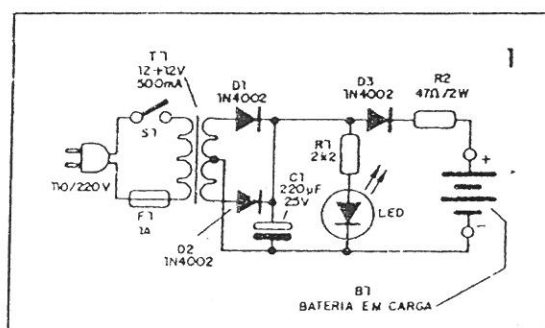 1
T1
12+12V
500mA
S1
110/220V
F1
1A
D1
1N4002
D2
1N4002
C1
220µF
25V
D3
1N4002
R1
2k2
LED
R2
47Ω/2W
+
−
B1
BATERIA EM CARGA